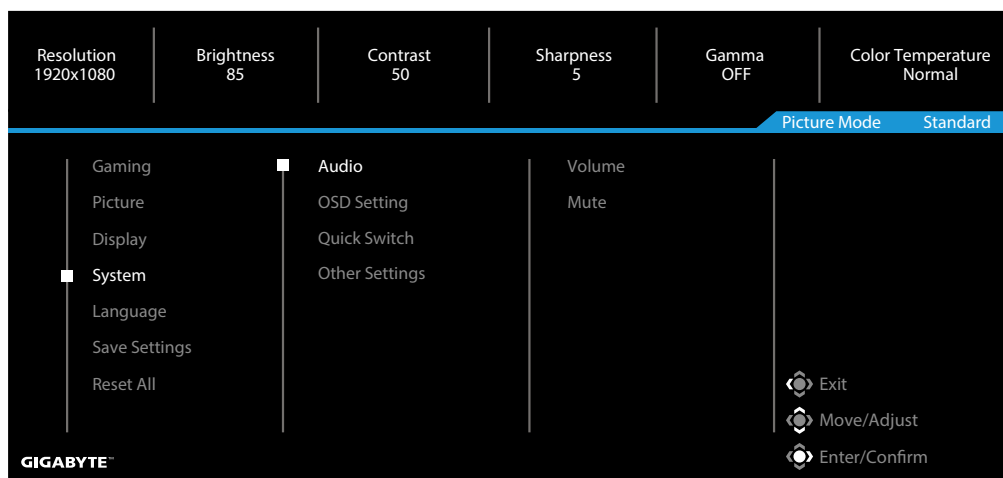 Resolution
1920x1080
Brightness
85
Contrast
50
Sharpness
5
Gamma
OFF
Color Temperature
Normal
Picture Mode Standard
Gaming
Picture
Display
System
Language
Save Settings
Reset All
Audio
OSD Setting
Quick Switch
Other Settings
Volume
Mute
Exit
Move/Adjust
Enter/Confirm
GIGABYTE™